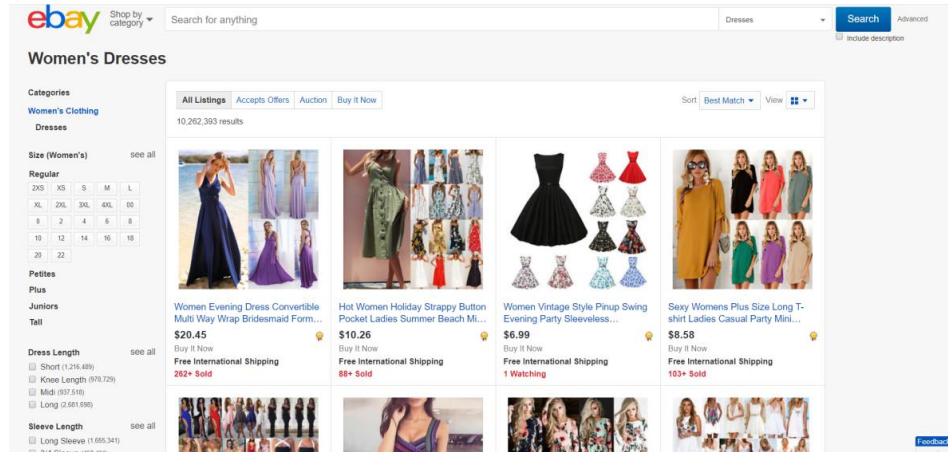 ebay
Shop by
category
Search for anything
Dresses
Search
Advanced
Include description
Women's Dresses
Categories
Women's Clothing
Dresses
Size (Women's) see all
Regular
2XS XS S M L
XL 2XL 3XL 4XL 00
0 2 4 6 8
10 12 14 16 18
20 22
Petites
Plus
Juniors
Tall
Dress Length see all
Short (1,216,489)
Knee Length (978,729)
Midi (937,518)
Long (2,681,698)
Sleeve Length see all
Long Sleeve (1,655,341)
All Listings Accepts Offers Auction Buy It Now
Sort Best Match View
10,262,393 results
Women Evening Dress Convertible
Multi Way Wrap Bridesmaid Form...
$20.45
Buy It Now
Free International Shipping
262+ Sold
Hot Women Holiday Strappy Button
Pocket Ladies Summer Beach Mi...
$10.26
Buy It Now
Free International Shipping
88+ Sold
Women Vintage Style Pinup Swing
Evening Party Sleeveless...
$6.99
Buy It Now
Free International Shipping
1 Watching
Sexy Womens Plus Size Long T-
shirt Ladies Casual Party Mini...
$8.58
Buy It Now
Free International Shipping
103+ Sold
Feedback